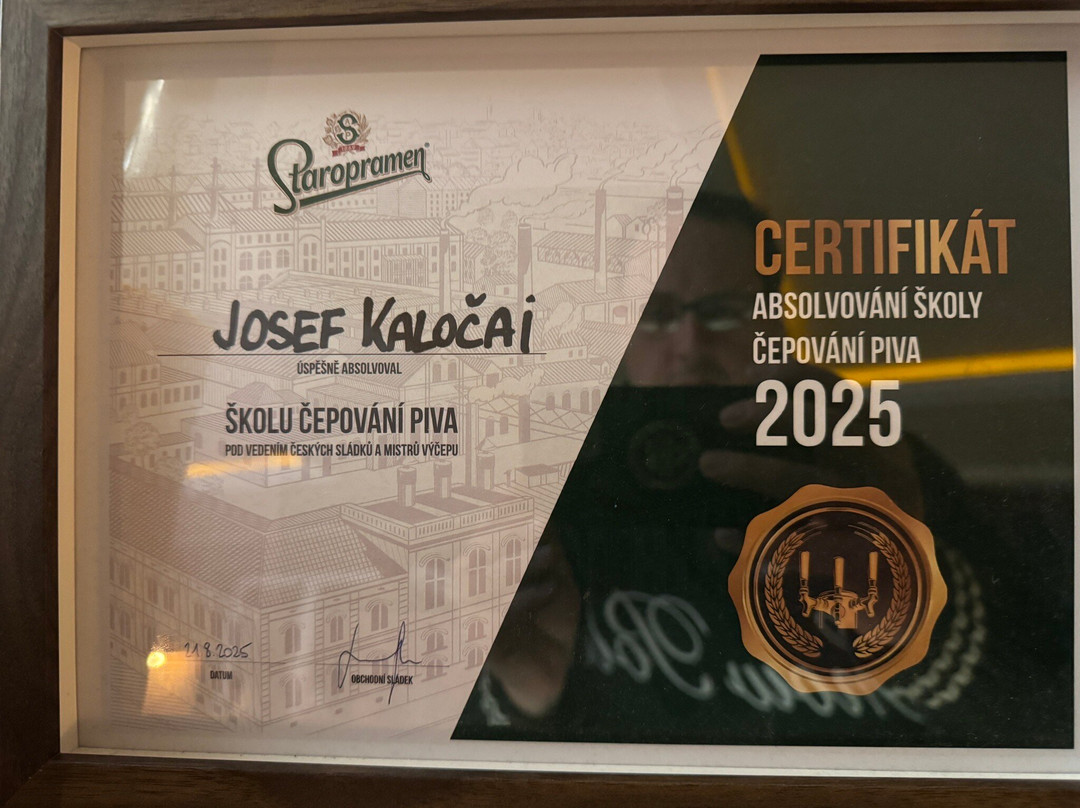 S
Staropramen
JOSEF KALOČAI
ÚSPĚŠNĚ ABSOLVOVAL
ŠKOLU ČEPOVÁNÍ PIVA
POD VEDENÍM ČESKÝCH SLÁDKŮ A MISTRŮ VÝČEPU
21.8.2025
DATUM
OBCHODNÍ SLÁDEK
CERTIFIKÁT
ABSOLVOVÁNÍ ŠKOLY
ČEPOVÁNÍ PIVA
2025